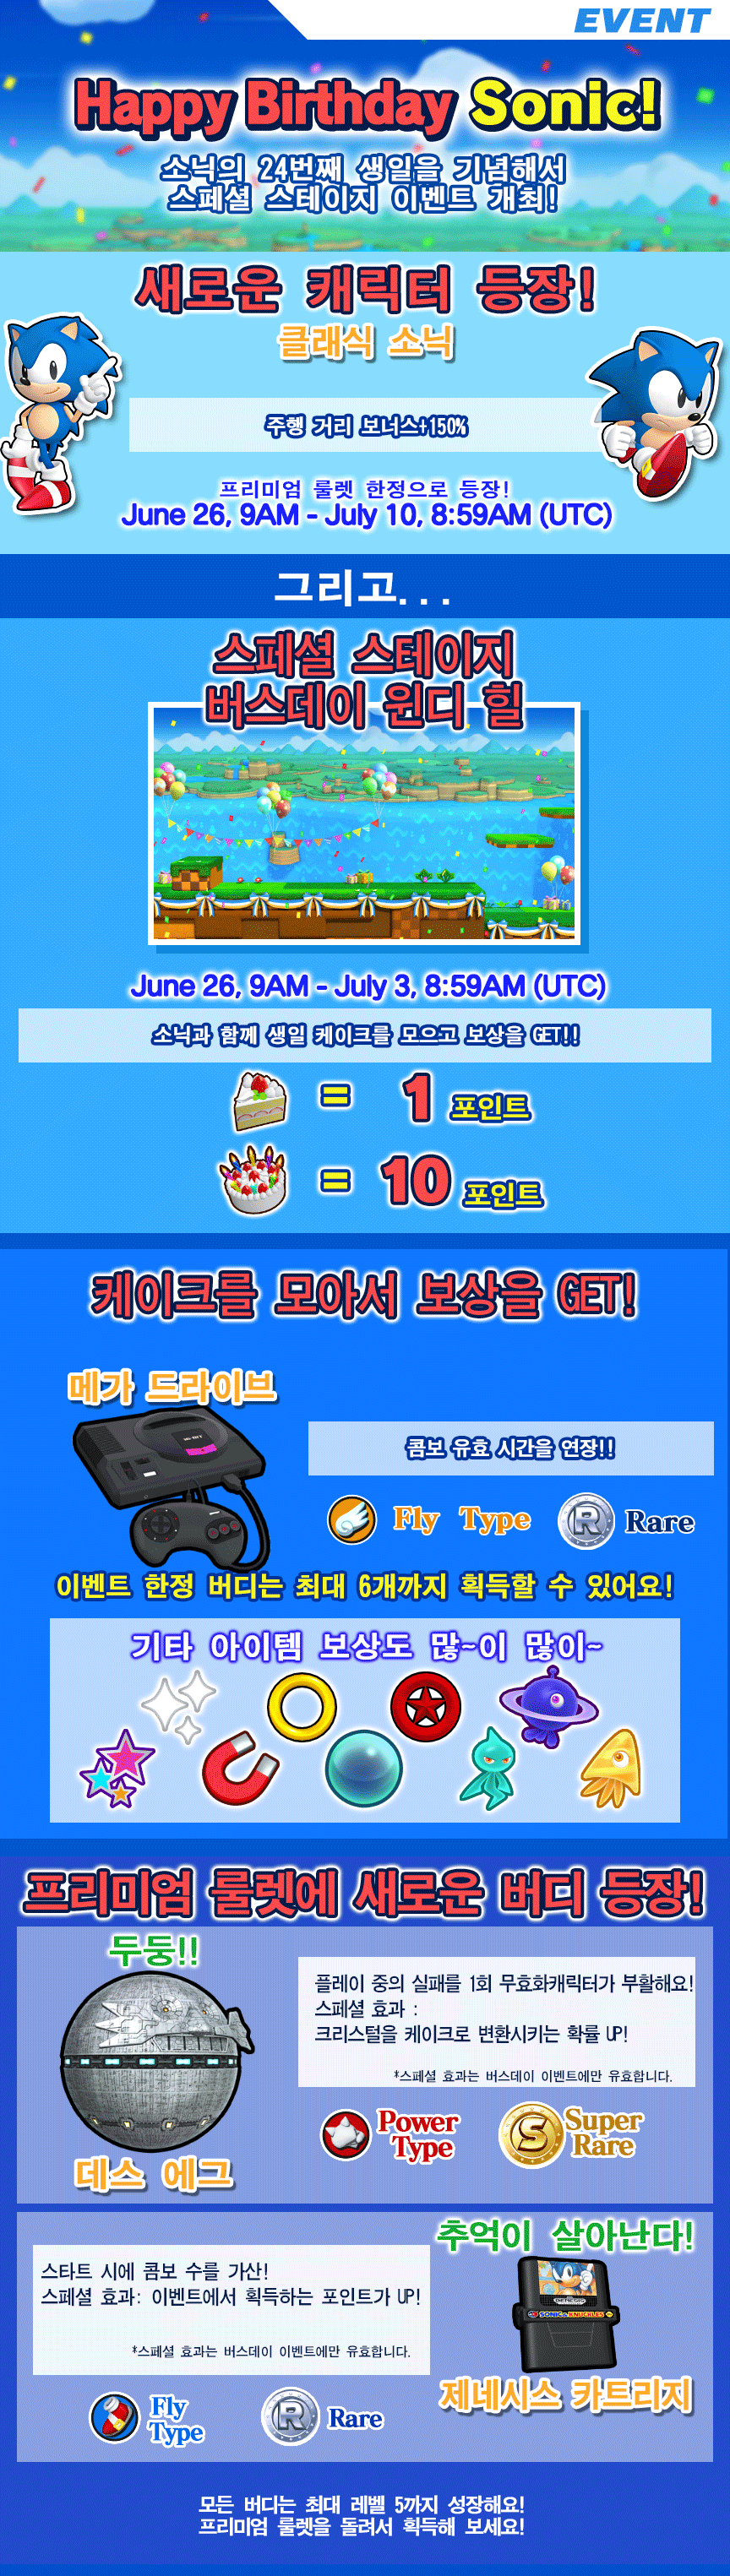 EVENT
Happy Birthday Sonic!
소닉의 24번째 생일을 기념해서
스페셜 스테이지 이벤트 개최!
새로운 캐릭터 등장!
클래식 소닉
주행 거리 보너스+150%
프리미엄 룰렛 한정으로 등장!
June 26, 9AM - July 10, 8:59AM (UTC)
그리고...
스페셜 스테이지
버스데이 윈디 힐
June 26, 9AM - July 3, 8:59AM (UTC)
소닉과 함께 생일 케이크를 모으고 보상을 GET!!
= 1 포인트
= 10 포인트
케이크를 모아서 보상을 GET!
메가 드라이브
콤보 유효 시간을 연장!!
Fly Type
R Rare
이벤트 한정 버디는 최대 6개까지 획득할 수 있어요!
기타 아이템 보상도 많~이 많이~
프리미엄 룰렛에 새로운 버디 등장!
두둥!!
플레이 중의 실패를 1회 무효화캐릭터가 부활해요!
스페셜 효과 :
크리스털을 케이크로 변환시키는 확률 UP!
*스페셜 효과는 버스데이 이벤트에만 유효합니다.
Power
Type
S Super
Rare
데스 에그
추억이 살아난다!
스타트 시에 콤보 수를 가산!
스페셜 효과: 이벤트에서 획득하는 포인트가 UP!
*스페셜 효과는 버스데이 이벤트에만 유효합니다.
GENESIS
SONIC & KNUCKLES
제네시스 카트리지
Fly
Type
R Rare
모든 버디는 최대 레벨 5까지 성장해요!
프리미엄 룰렛을 돌려서 획득해 보세요!